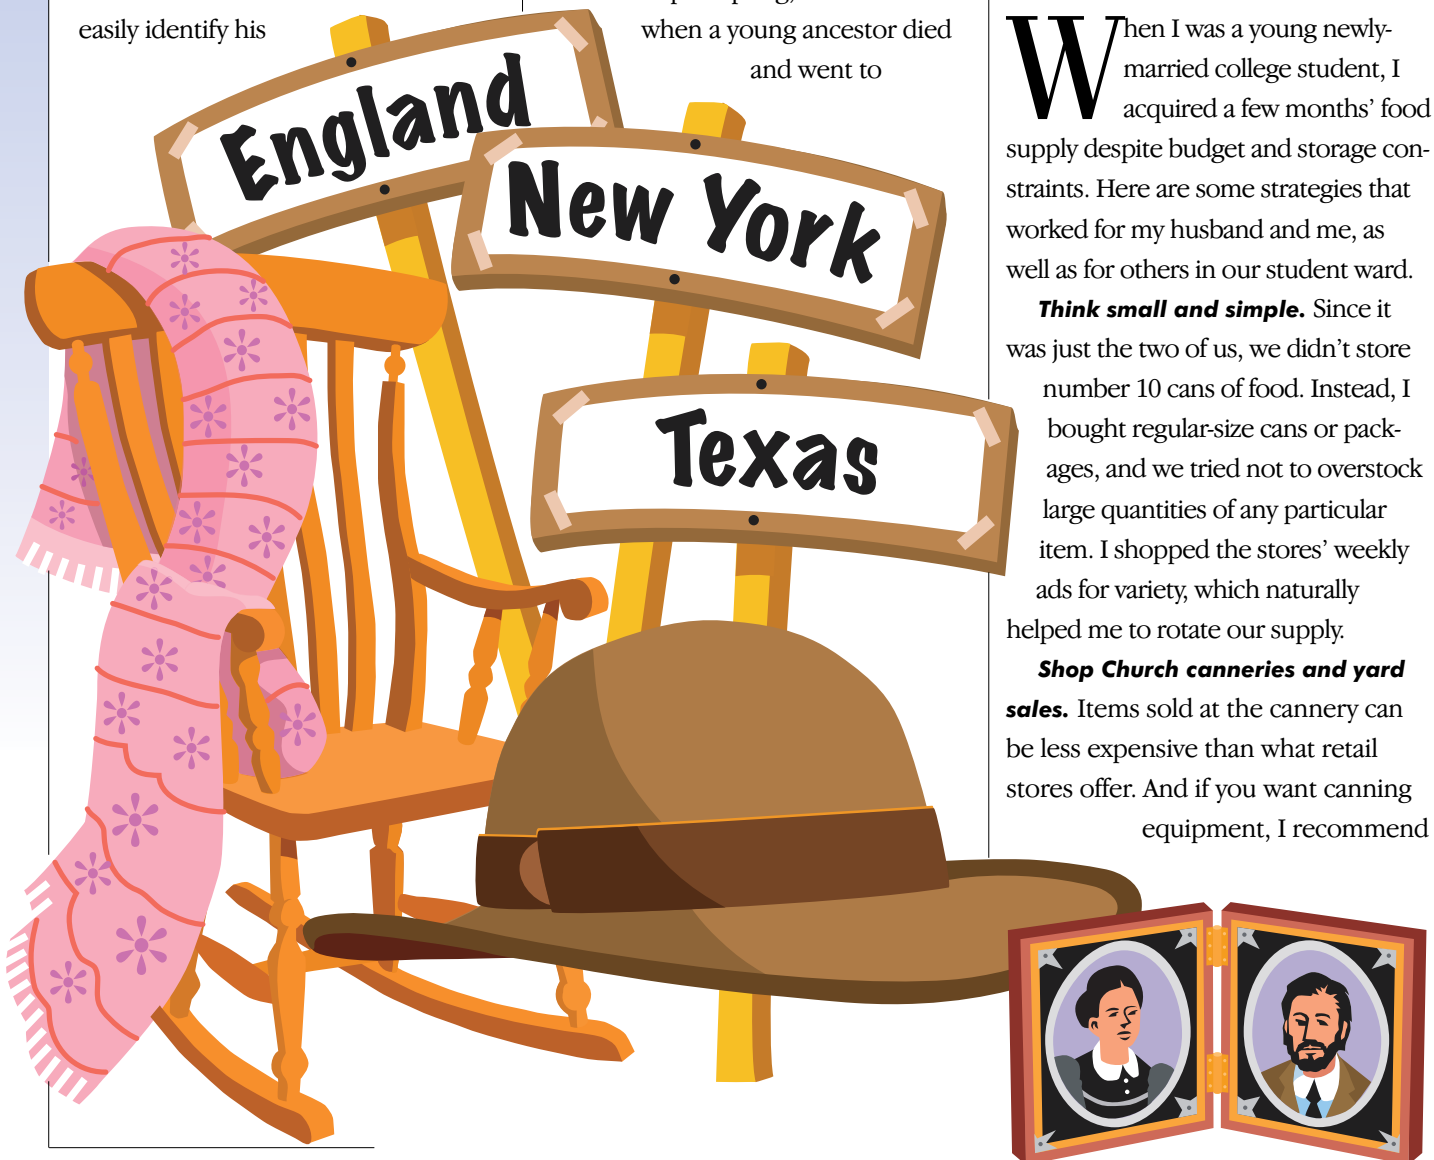 easily identify his
when a young ancestor died
and went to
England
New York
Texas
When I was a young newly-
married college student, I
acquired a few months’ food
supply despite budget and storage con-
straints. Here are some strategies that
worked for my husband and me, as
well as for others in our student ward.
Think small and simple. Since it
was just the two of us, we didn’t store
number 10 cans of food. Instead, I
bought regular-size cans or pack-
ages, and we tried not to overstock
large quantities of any particular
item. I shopped the stores’ weekly
ads for variety, which naturally
helped me to rotate our supply.
Shop Church canneries and yard
sales. Items sold at the cannery can
be less expensive than what retail
stores offer. And if you want canning
equipment, I recommend